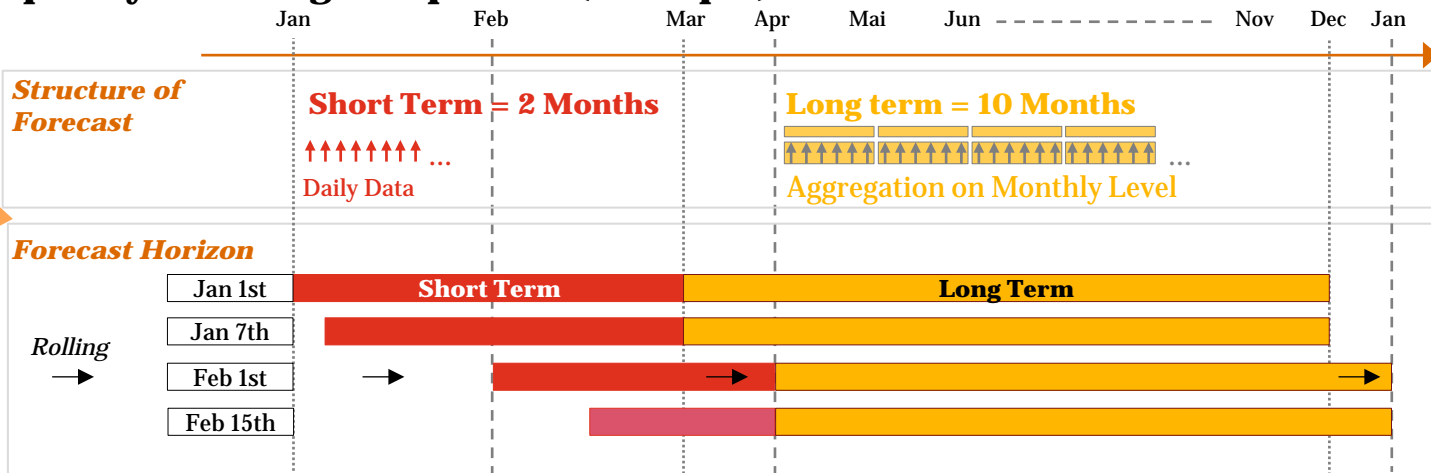 Jan Feb Mar Apr Mai Jun Nov Dec Jan
Structure of
Forecast
Short Term = 2 Months
Long term = 10 Months
...
...
Daily Data
Aggregation on Monthly Level
Forecast Horizon
Jan 1st
Short Term
Long Term
Jan 7th
Rolling
Feb 1st
Feb 15th